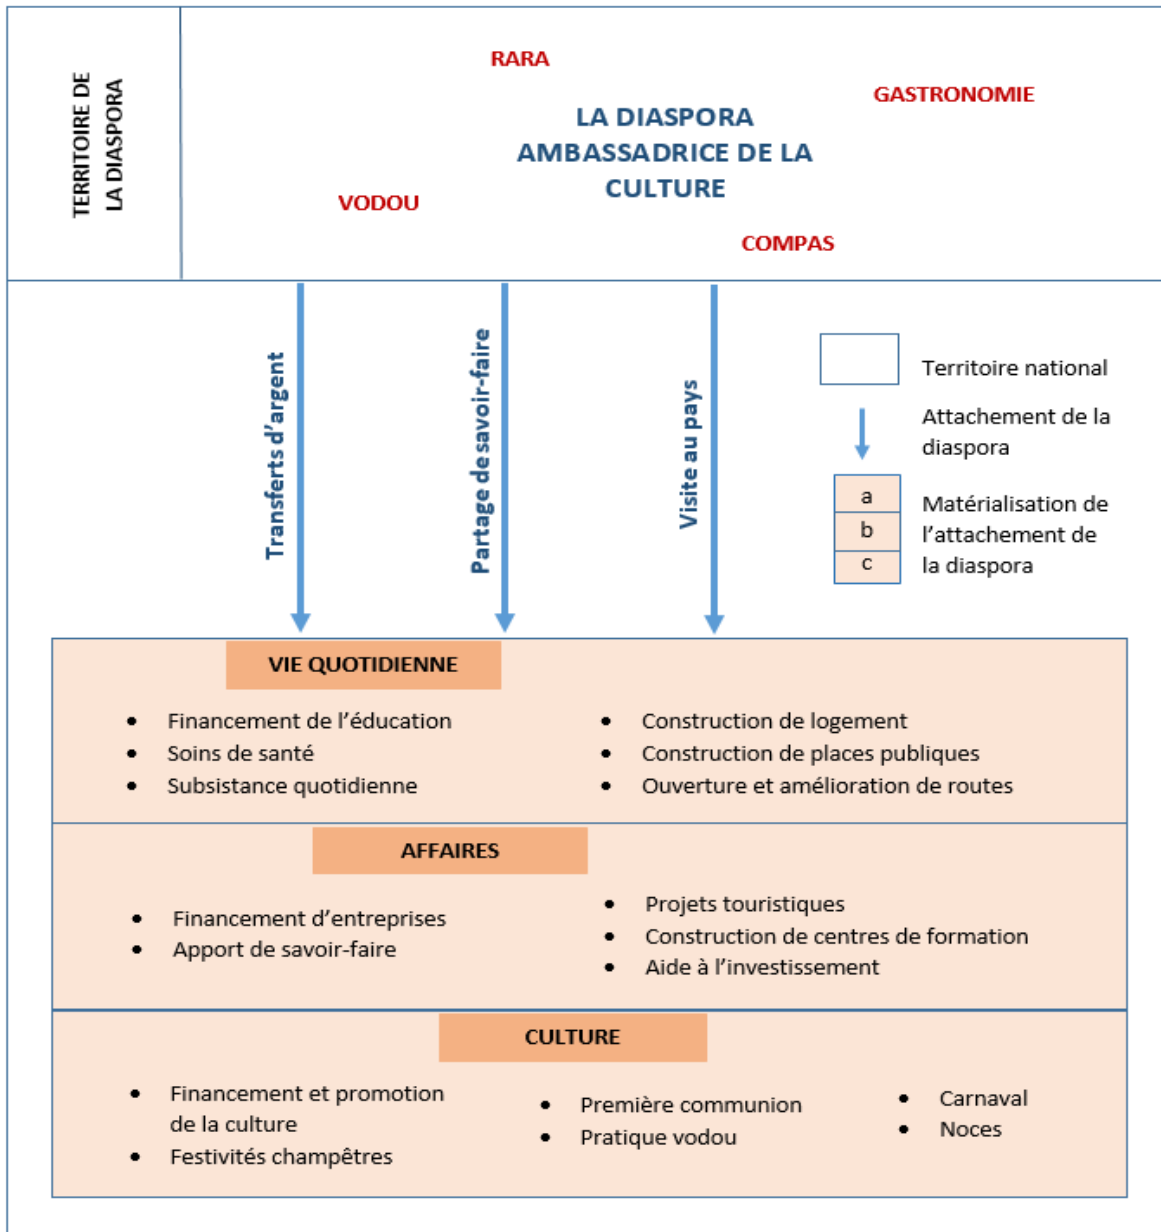 TERRITOIRE DE
LA DIASPORA
RARA
GASTRONOMIE
LA DIASPORA
AMBASSADRICE DE LA
CULTURE
VODOU
COMPAS
Transferts d’argent
Partage de savoir-faire
Visite au pays
Territoire national
Attachement de la
diaspora
a
b
c
Matérialisation de
l’attachement de
la diaspora
VIE QUOTIDIENNE
• Financement de l’éducation
• Soins de santé
• Subsistance quotidienne
• Construction de logement
• Construction de places publiques
• Ouverture et amélioration de routes
AFFAIRES
• Financement d’entreprises
• Apport de savoir-faire
• Projets touristiques
• Construction de centres de formation
• Aide à l’investissement
CULTURE
• Financement et promotion
de la culture
• Festivités champêtres
• Première communion
• Pratique vodou
• Carnaval
• Noces